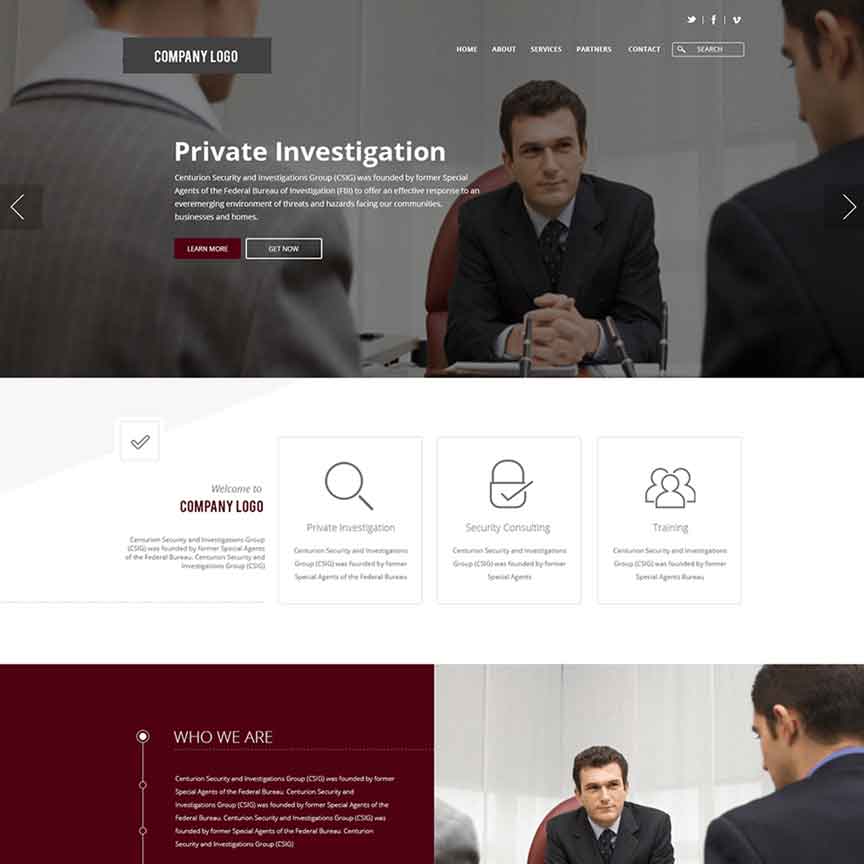 COMPANY LOGO
HOME ABOUT SERVICES PARTNERS CONTACT SEARCH
Private Investigation
Centurion Security and Investigations Group (CSIG) was founded by former Special
Agents of the Federal Bureau of Investigation (FBI) to offer an effective response to an
everemerging environment of threats and hazards facing our communities,
businesses and homes.
LEARN MORE GET NOW
Welcome to
COMPANY LOGO
Centurion Security and Investigations Group
(CSIG) was founded by former Special Agents
of the Federal Bureau. Centurion Security and
Investigations Group (CSIG)
Private Investigation
Centurion Security and Investigations
Group (CSIG) was founded by former
Special Agents of the Federal Bureau
Security Consulting
Centurion Security and Investigations
Group (CSIG) was founded by former
Special Agents
Training
Centurion Security and Investigations
Group (CSIG) was founded by former
Special Agents Bureau
WHO WE ARE
Centurion Security and Investigations Group (CSIG) was founded by former
Special Agents of the Federal Bureau. Centurion Security and
Investigations Group (CSIG) was founded by former Special Agents of the
Federal Bureau. Centurion Security and Investigations Group (CSIG) was
founded by former Special Agents of the Federal Bureau. Centurion
Security and Investigations Group (CSIG)